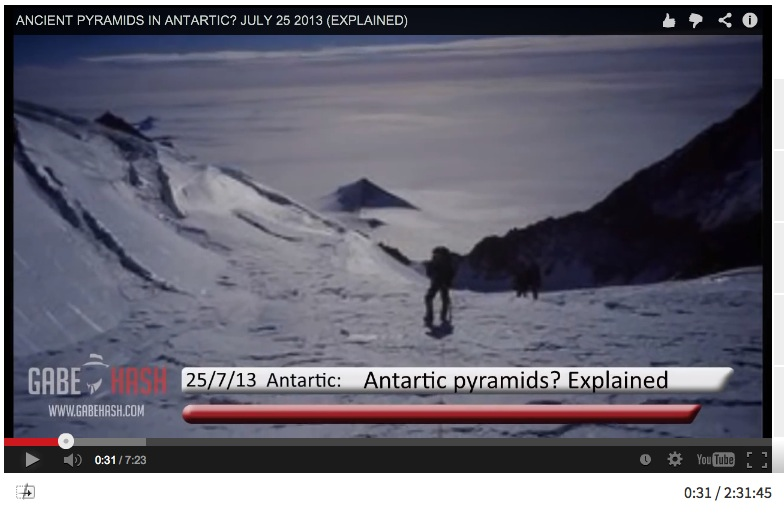 ANCIENT PYRAMIDS IN ANTARTIC? JULY 25 2013 (EXPLAINED)
GABE HASH
25/7/13 Antartic: Antartic pyramids? Explained
WWW.GABEHASH.COM
0:31 / 7:23
YouTube
0:31 / 2:31:45